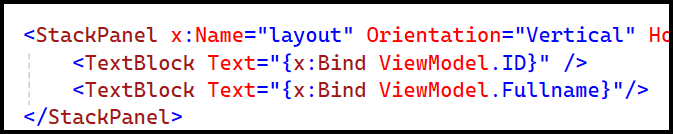 <StackPanel x:Name="layout" Orientation="Vertical" Ho
<TextBlock Text="{x:Bind ViewModel.ID}" />
<TextBlock Text="{x:Bind ViewModel.Fullname}"/>
</StackPanel>